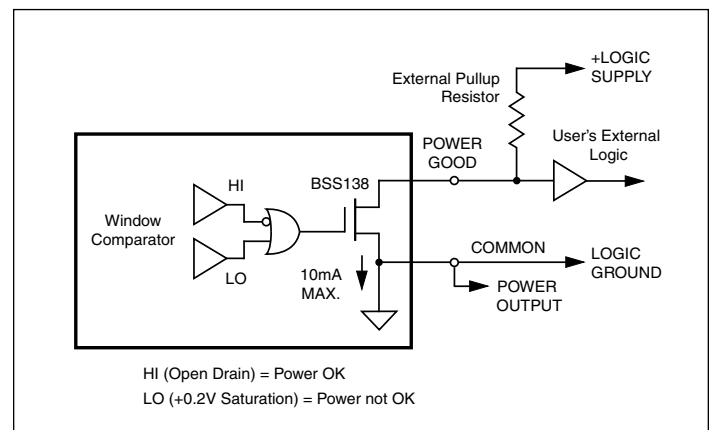 +LOGIC
SUPPLY
External Pullup
Resistor
User's External
Logic
POWER
GOOD
BSS138
HI
Window
Comparator
LO
10mA
MAX.
COMMON
LOGIC
GROUND
POWER
OUTPUT
HI (Open Drain) = Power OK
LO (+0.2V Saturation) = Power not OK